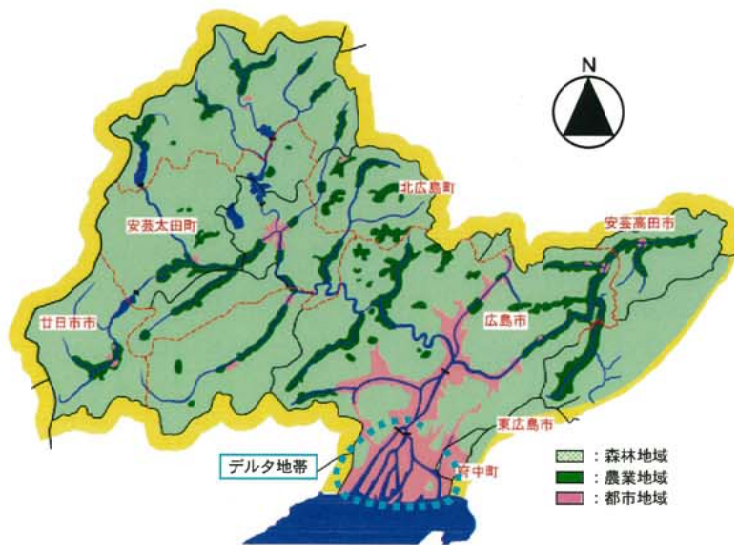 N
北広島町
安芸高田市
安芸太田町
廿日市市
広島市
東広島市
デルタ地帯
府中町
：森林地域
：農業地域
：都市地域